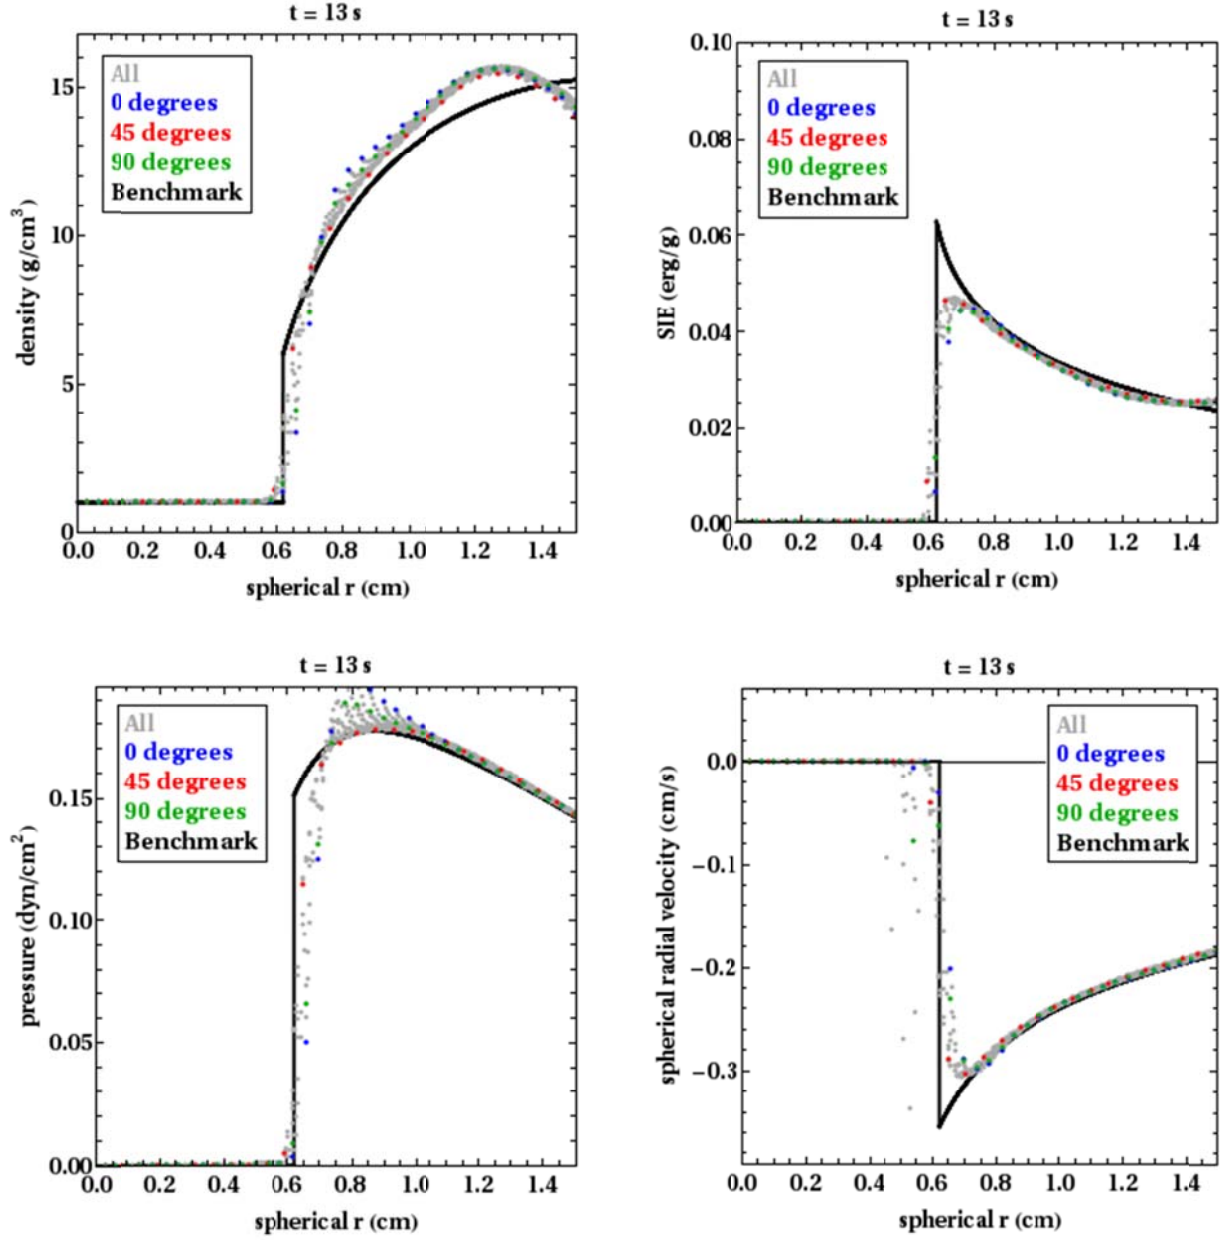 t = 13 s
15
10
5
0
density (g/cm³)
All
0 degrees
45 degrees
90 degrees
Benchmark
0.0 0.2 0.4 0.6 0.8 1.0 1.2 1.4
spherical r (cm)
t = 13 s
0.10
0.08
0.06
0.04
0.02
0.00
SIE (erg/g)
All
0 degrees
45 degrees
90 degrees
Benchmark
0.0 0.2 0.4 0.6 0.8 1.0 1.2 1.4
spherical r (cm)
t = 13 s
0.15
0.10
0.05
0.00
pressure (dyn/cm²)
All
0 degrees
45 degrees
90 degrees
Benchmark
0.0 0.2 0.4 0.6 0.8 1.0 1.2 1.4
spherical r (cm)
t = 13 s
0.0
−0.1
−0.2
−0.3
spherical radial velocity (cm/s)
All
0 degrees
45 degrees
90 degrees
Benchmark
0.0 0.2 0.4 0.6 0.8 1.0 1.2 1.4
spherical r (cm)